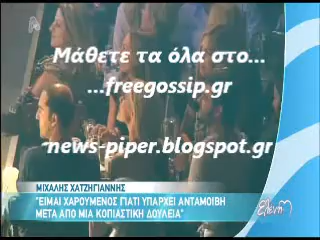 Μάθετε τα όλα στο...
...freegossip.gr
news-piper.blogspot.gr
ΜΙΧΑΛΗΣ ΧΑΤΖΗΓΙΑΝΝΗΣ
"ΕΙΜΑΙ ΧΑΡΟΥΜΕΝΟΣ ΓΙΑΤΙ ΥΠΑΡΧΕΙ ΑΝΤΑΜΟΙΒΗ
ΜΕΤΑ ΑΠΟ ΜΙΑ ΚΟΠΙΑΣΤΙΚΗ ΔΟΥΛΕΙΑ"
Ελένη